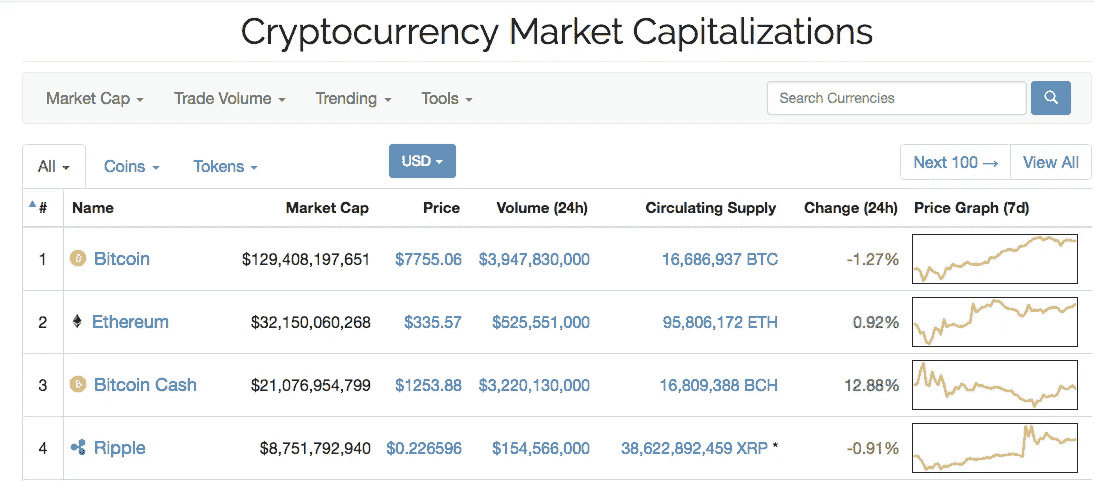 Cryptocurrency Market Capitalizations
Market Cap Trade Volume Trending Tools Search Currencies
All Coins Tokens USD Next 100 → View All
# Name Market Cap Price Volume (24h) Circulating Supply Change (24h) Price Graph (7d)
1 Bitcoin $129,408,197,651 $7755.06 $3,947,830,000 16,686,937 BTC -1.27%
2 Ethereum $32,150,060,268 $335.57 $525,551,000 95,806,172 ETH 0.92%
3 Bitcoin Cash $21,076,954,799 $1253.88 $3,220,130,000 16,809,388 BCH 12.88%
4 Ripple $8,751,792,940 $0.226596 $154,566,000 38,622,892,459 XRP * -0.91%